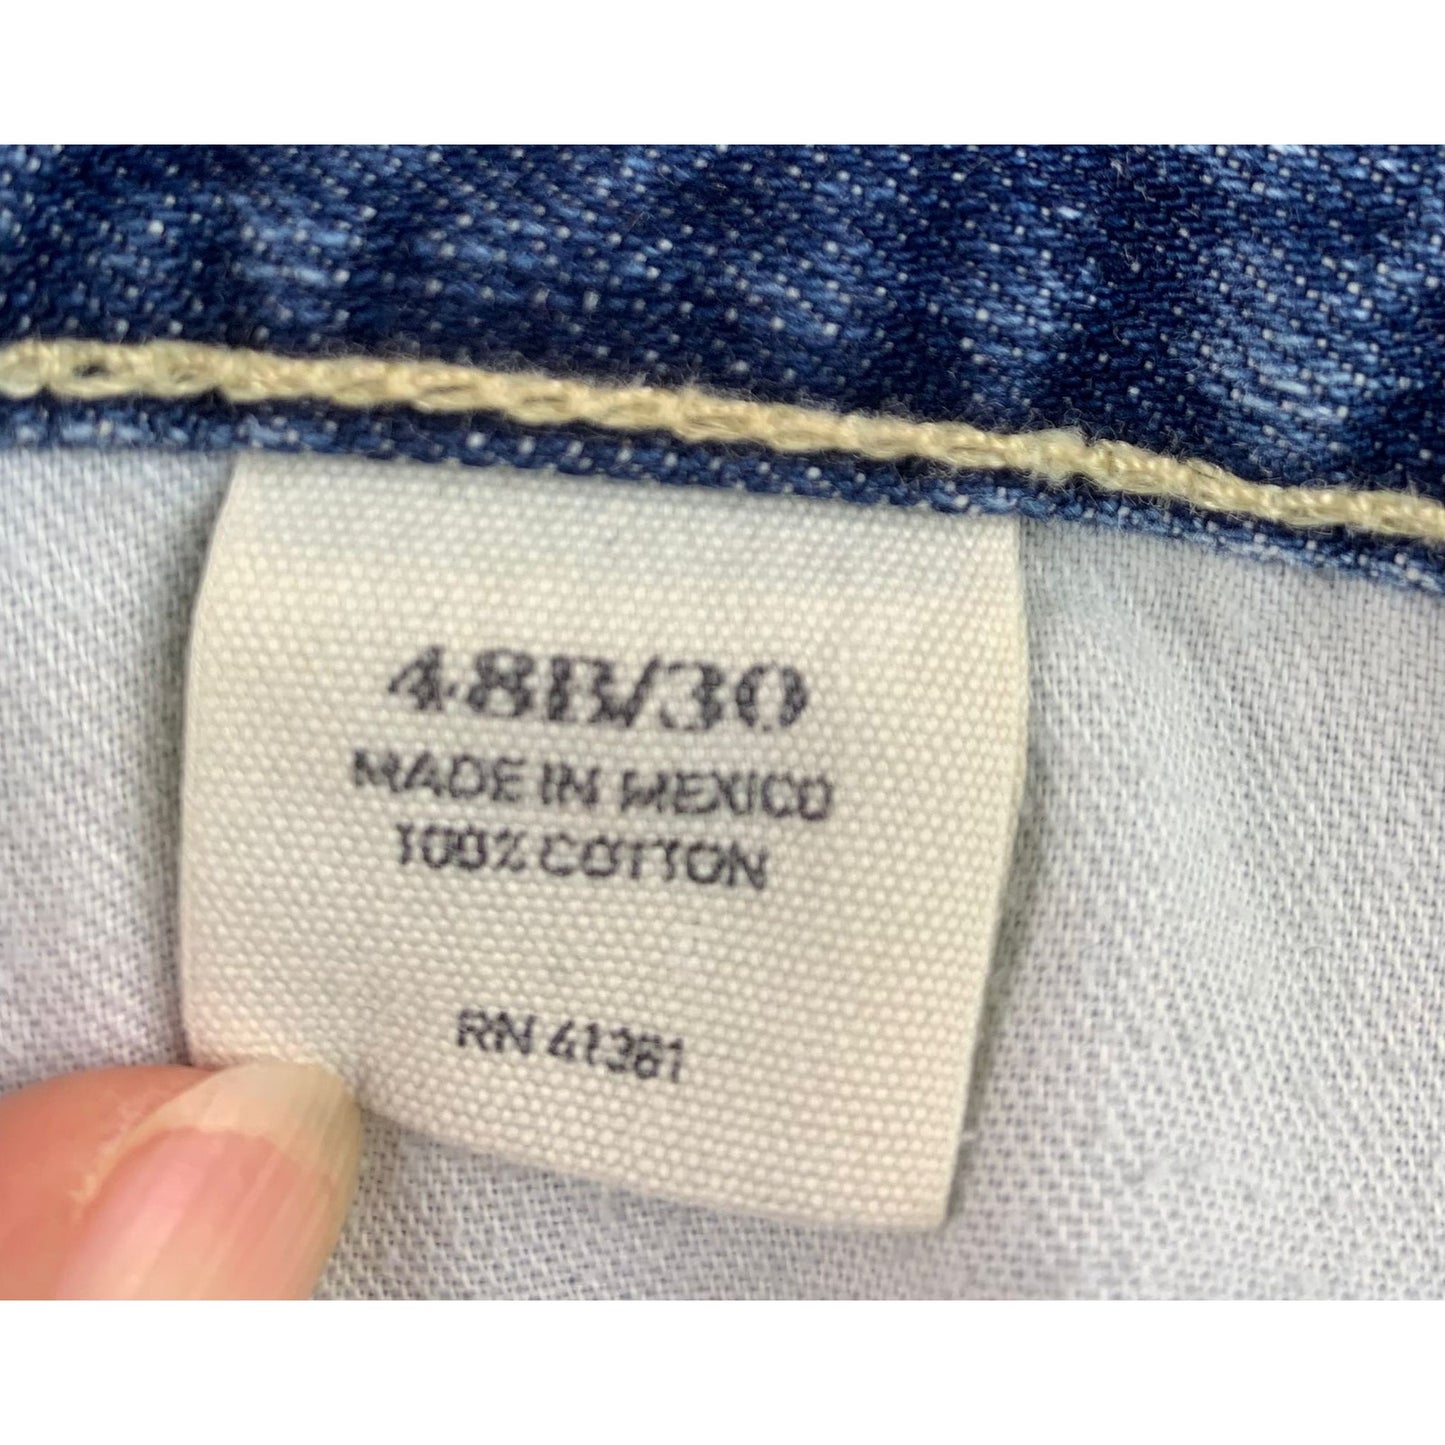 48B/30
MADE IN MEXICO
100% COTTON
RN 41381